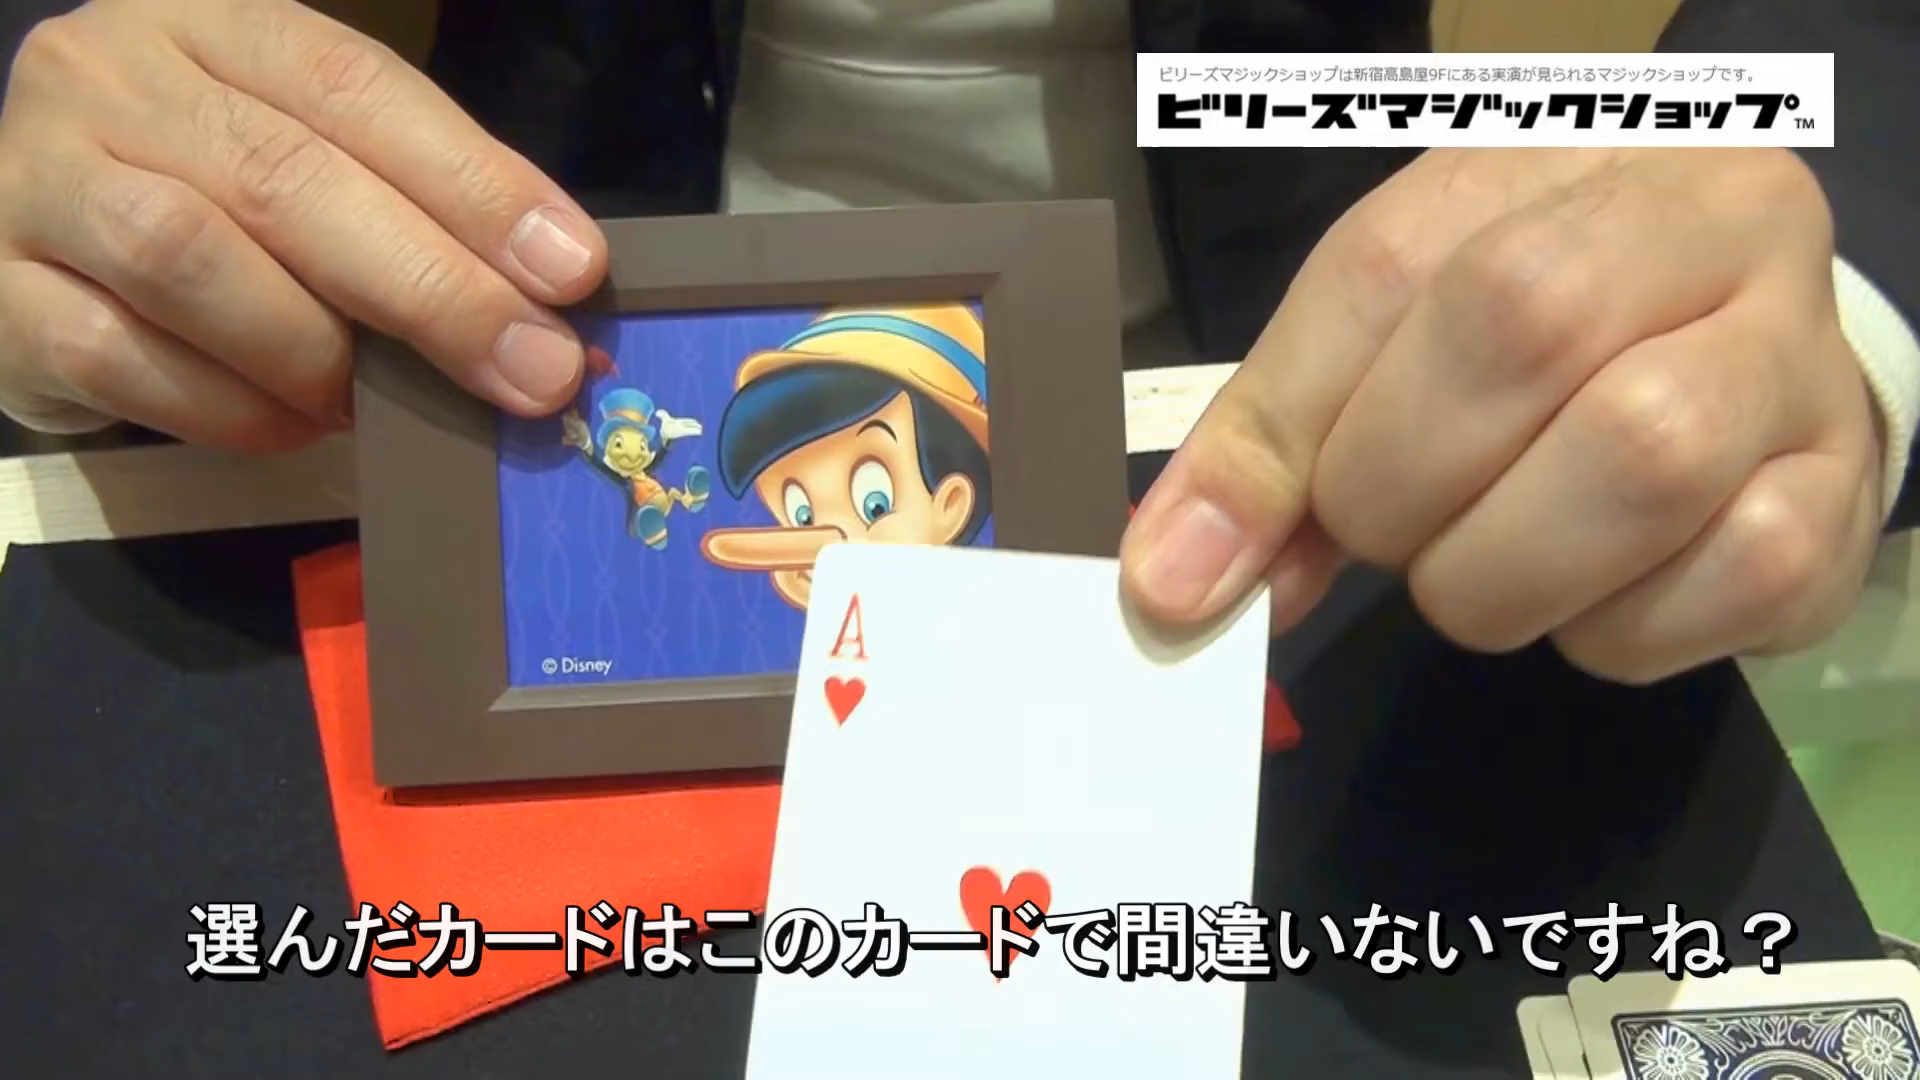 ビリーズマジックショップは新宿高島屋9Fにある実演が見られるマジックショップです。
ビリーズマジックショップ™
© Disney
A
選んだカードはこのカードで間違いないですね？